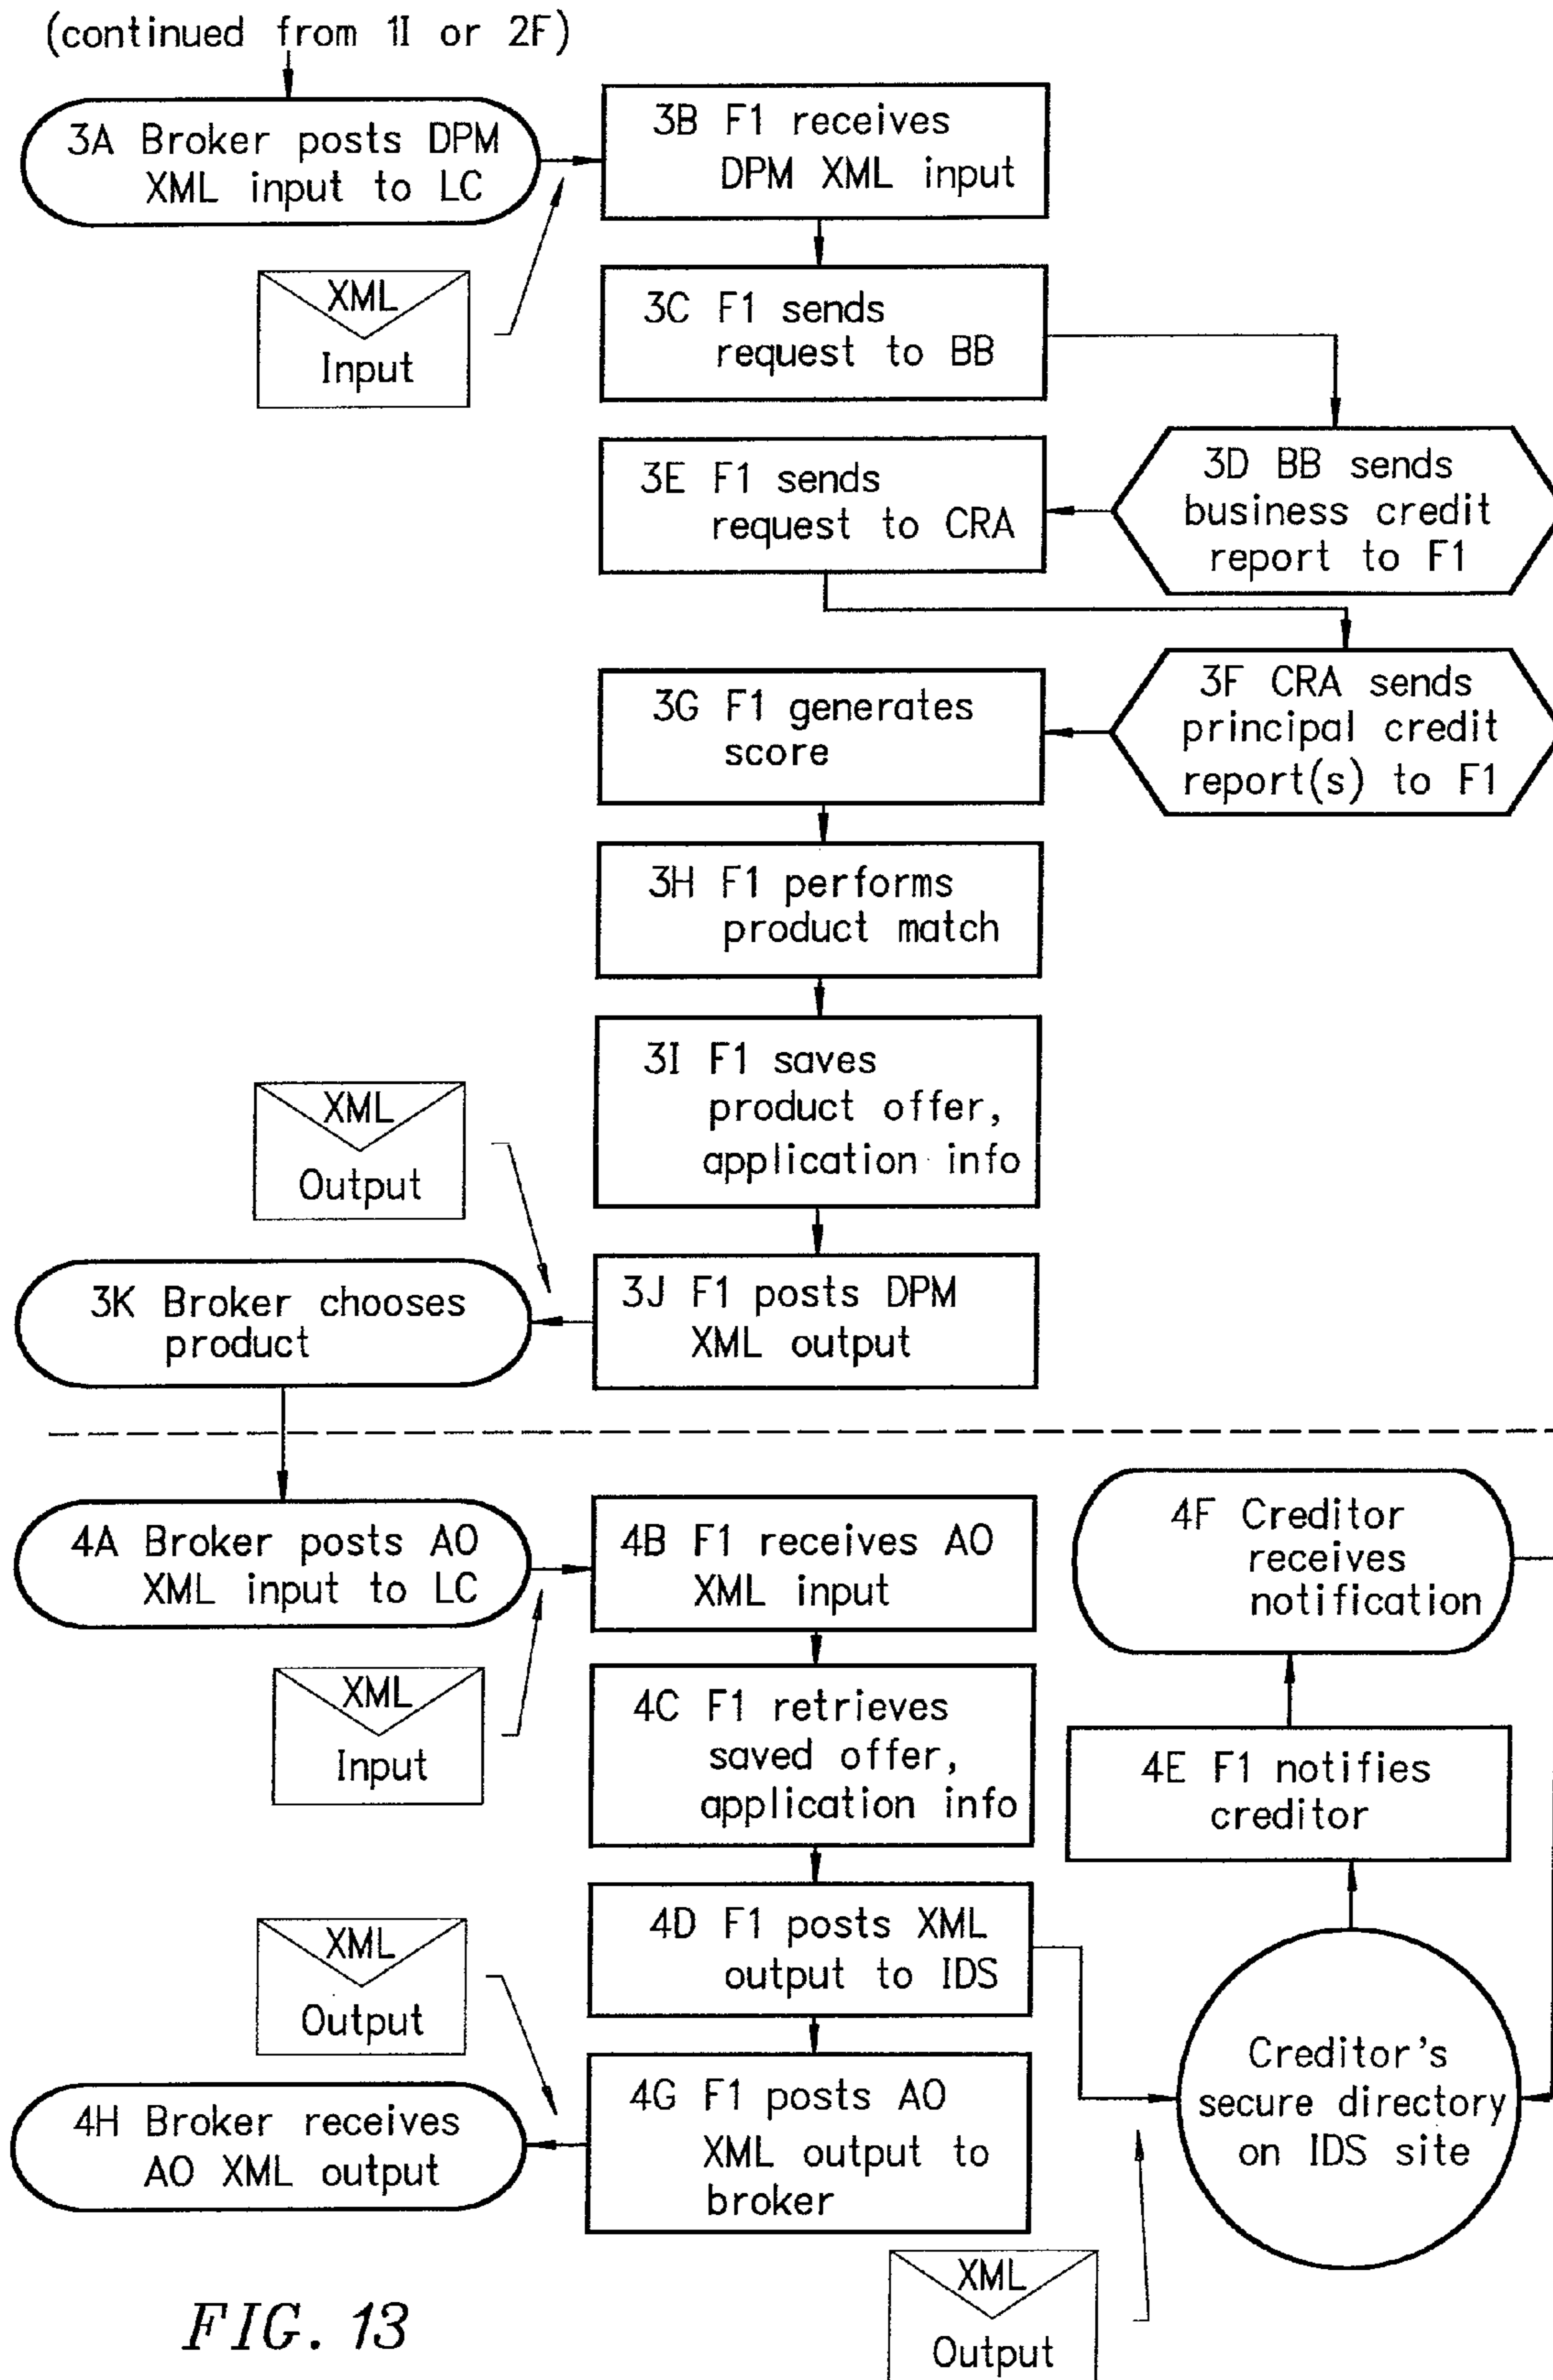 (continued from 1I or 2F)
3A Broker posts DPM
XML input to LC
3B F1 receives
DPM XML input
XML
Input
3C F1 sends
request to BB
3D BB sends
business credit
report to F1
3E F1 sends
request to CRA
3F CRA sends
principal credit
report(s) to F1
3G F1 generates
score
3H F1 performs
product match
3I F1 saves
product offer,
application info
XML
Output
3J F1 posts DPM
XML output
3K Broker chooses
product
4A Broker posts AO
XML input to LC
4B F1 receives AO
XML input
XML
Input
4C F1 retrieves
saved offer,
application info
4D F1 posts XML
output to IDS
4E F1 notifies
creditor
4F Creditor
receives
notification
Creditor's
secure directory
on IDS site
XML
Output
4G F1 posts AO
XML output to
broker
XML
Output
4H Broker receives
AO XML output
FIG. 13